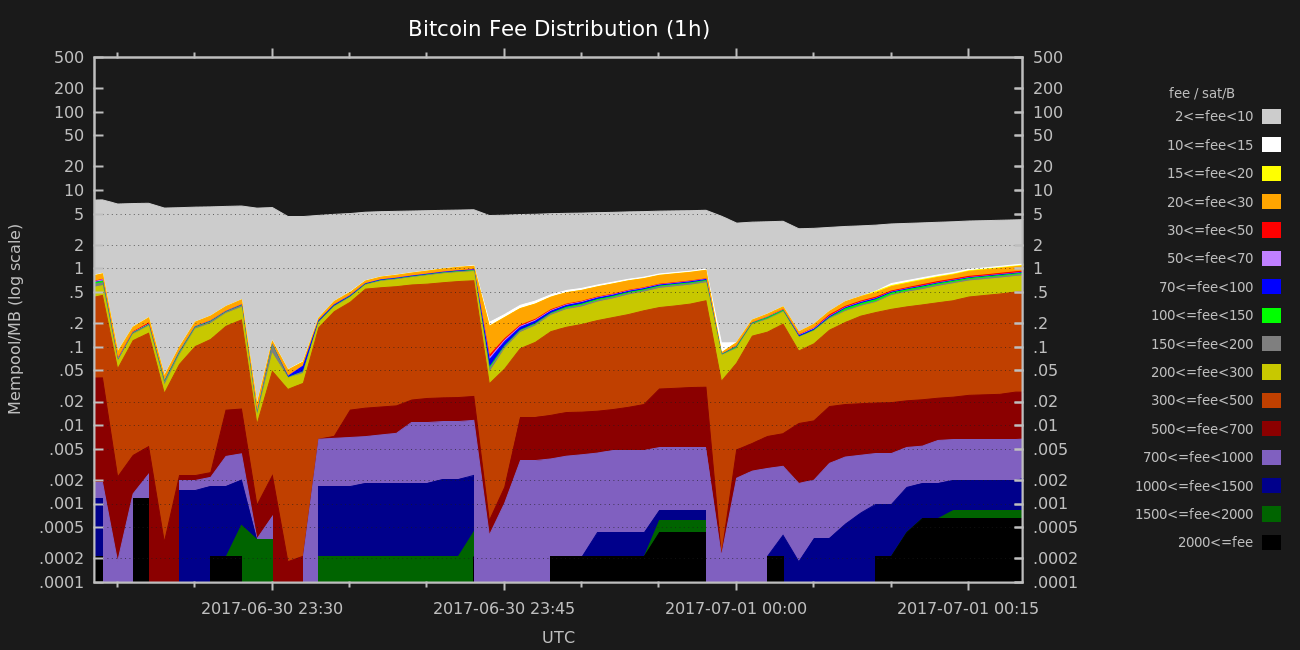 Bitcoin Fee Distribution (1h)
500 500
200 200
100 100
50 50
20 20
10 10
5 5
2 2
1 1
.5 .5
.2 .2
.1 .1
.05 .05
.02 .02
.01 .01
.005 .005
.002 .002
.001 .001
.0005 .0005
.0002 .0002
.0001 .0001
Mempool/MB (log scale)
2017-06-30 23:30 2017-06-30 23:45 2017-07-01 00:00 2017-07-01 00:15
UTC
fee / sat/B
2<=fee<10
10<=fee<15
15<=fee<20
20<=fee<30
30<=fee<50
50<=fee<70
70<=fee<100
100<=fee<150
150<=fee<200
200<=fee<300
300<=fee<500
500<=fee<700
700<=fee<1000
1000<=fee<1500
1500<=fee<2000
2000<=fee